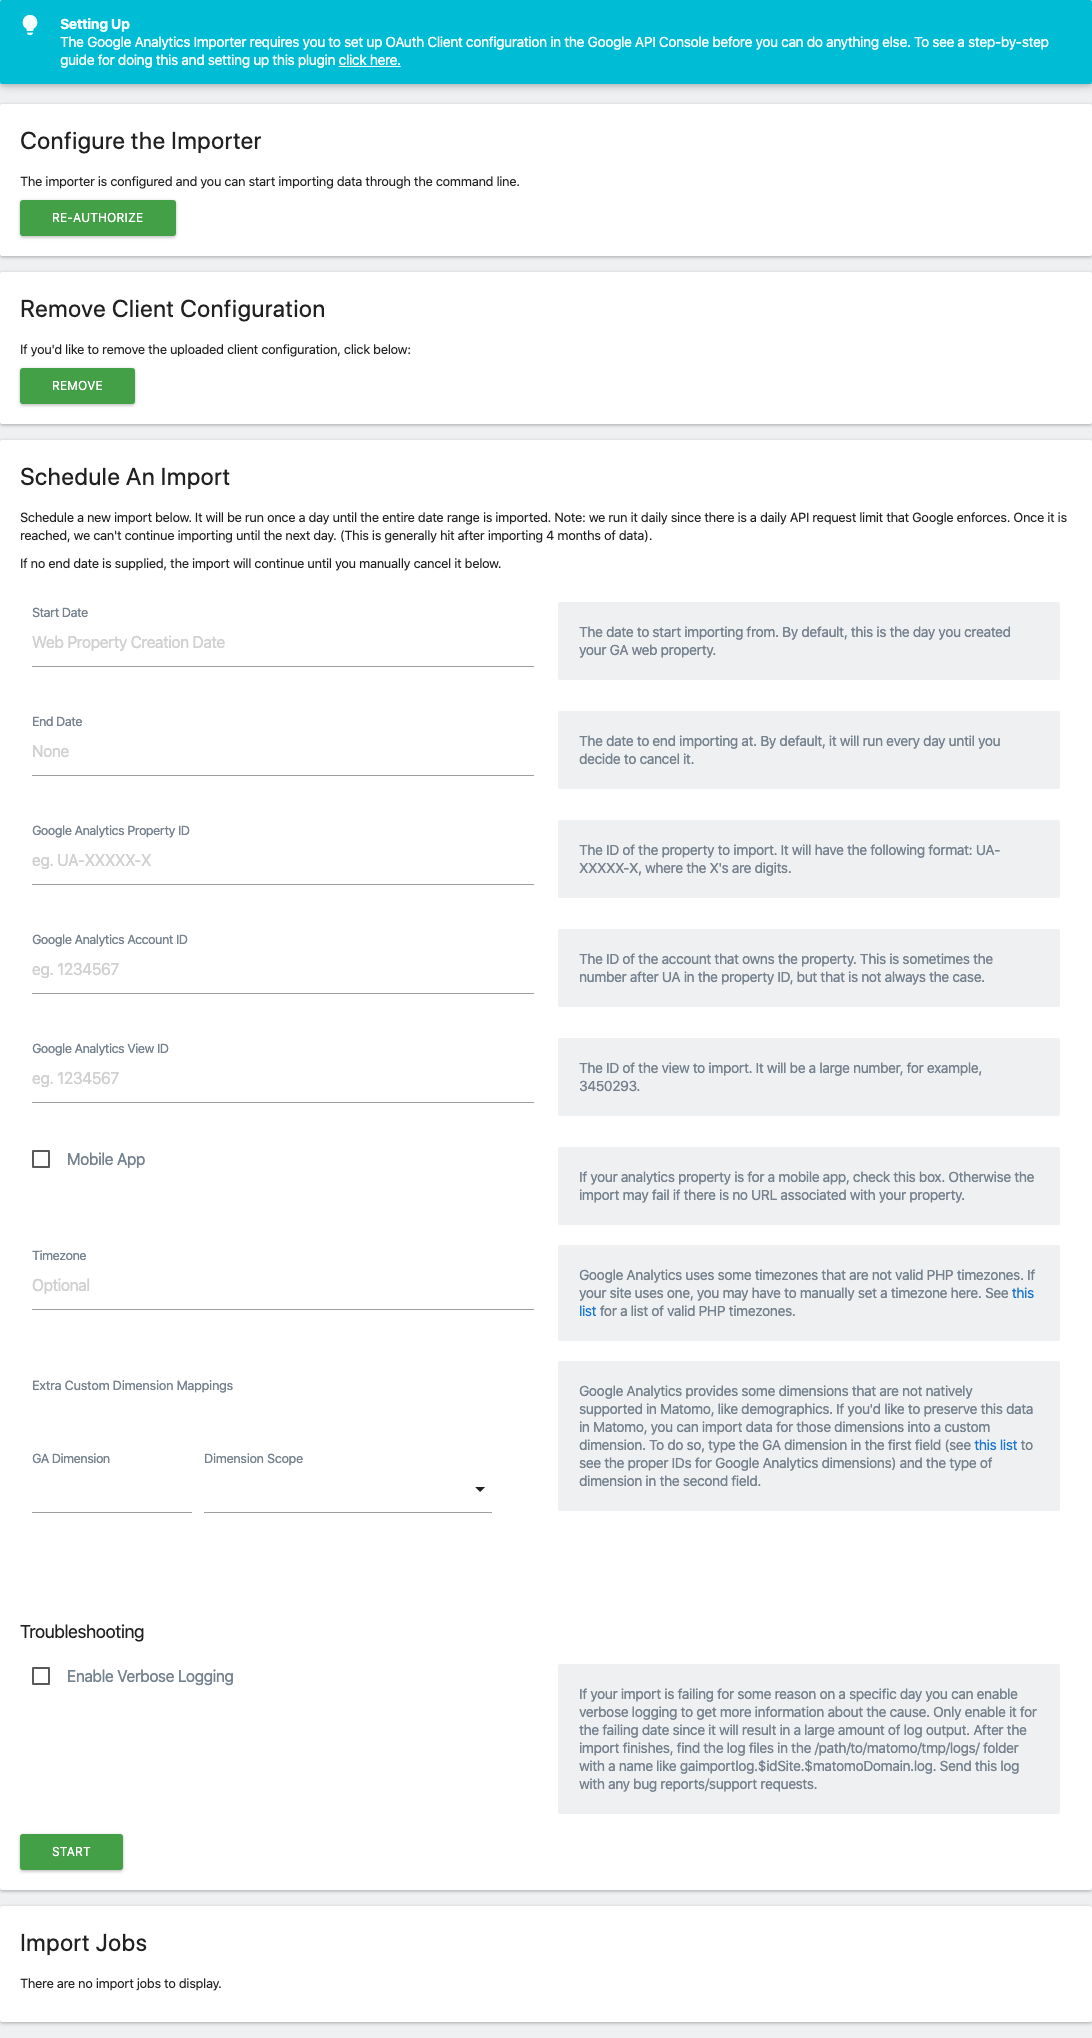 Setting Up
The Google Analytics Importer requires you to set up OAuth Client configuration in the Google API Console before you can do anything else. To see a step-by-step
guide for doing this and setting up this plugin click here.
Configure the Importer
The importer is configured and you can start importing data through the command line.
RE-AUTHORIZE
Remove Client Configuration
If you'd like to remove the uploaded client configuration, click below:
REMOVE
Schedule An Import
Schedule a new import below. It will be run once a day until the entire date range is imported. Note: we run it daily since there is a daily API request limit that Google enforces. Once it is
reached, we can't continue importing until the next day. (This is generally hit after importing 4 months of data).
If no end date is supplied, the import will continue until you manually cancel it below.
Start Date
Web Property Creation Date
The date to start importing from. By default, this is the day you created
your GA web property.
End Date
None
The date to end importing at. By default, it will run every day until you
decide to cancel it.
Google Analytics Property ID
eg. UA-XXXXX-X
The ID of the property to import. It will have the following format: UA-
XXXXX-X, where the X's are digits.
Google Analytics Account ID
eg. 1234567
The ID of the account that owns the property. This is sometimes the
number after UA in the property ID, but that is not always the case.
Google Analytics View ID
eg. 1234567
The ID of the view to import. It will be a large number, for example,
3450293.
Mobile App
If your analytics property is for a mobile app, check this box. Otherwise the
import may fail if there is no URL associated with your property.
Timezone
Optional
Google Analytics uses some timezones that are not valid PHP timezones. If
your site uses one, you may have to manually set a timezone here. See this
list for a list of valid PHP timezones.
Extra Custom Dimension Mappings
GA Dimension
Dimension Scope
Google Analytics provides some dimensions that are not natively
supported in Matomo, like demographics. If you'd like to preserve this data
in Matomo, you can import data for those dimensions into a custom
dimension. To do so, type the GA dimension in the first field (see this list to
see the proper IDs for Google Analytics dimensions) and the type of
dimension in the second field.
Troubleshooting
Enable Verbose Logging
If your import is failing for some reason on a specific day you can enable
verbose logging to get more information about the cause. Only enable it for
the failing date since it will result in a large amount of log output. After the
import finishes, find the log files in the /path/to/matomo/tmp/logs/ folder
with a name like gaimportlog.$idSite.$matomoDomain.log. Send this log
with any bug reports/support requests.
START
Import Jobs
There are no import jobs to display.